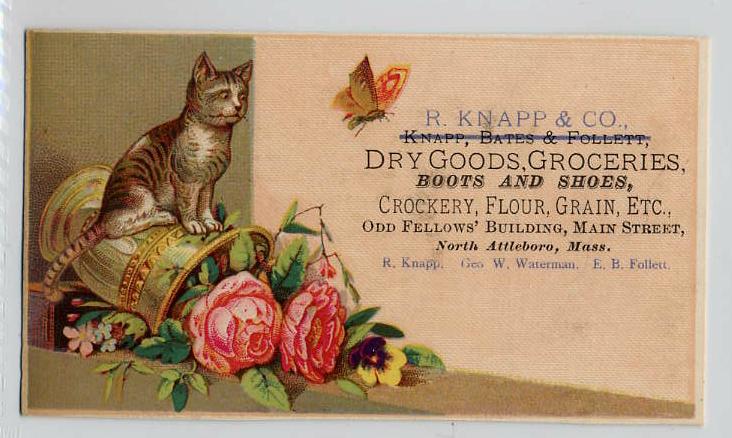 R. KNAPP & CO.,
KNAPP, BATES & FOLLETT,
DRY GOODS, GROCERIES,
BOOTS AND SHOES,
CROCKERY, FLOUR, GRAIN, ETC.,
ODD FELLOWS' BUILDING, MAIN STREET,
North Attleboro, Mass.
R. Knapp. Geo W. Waterman. E. B. Follett.